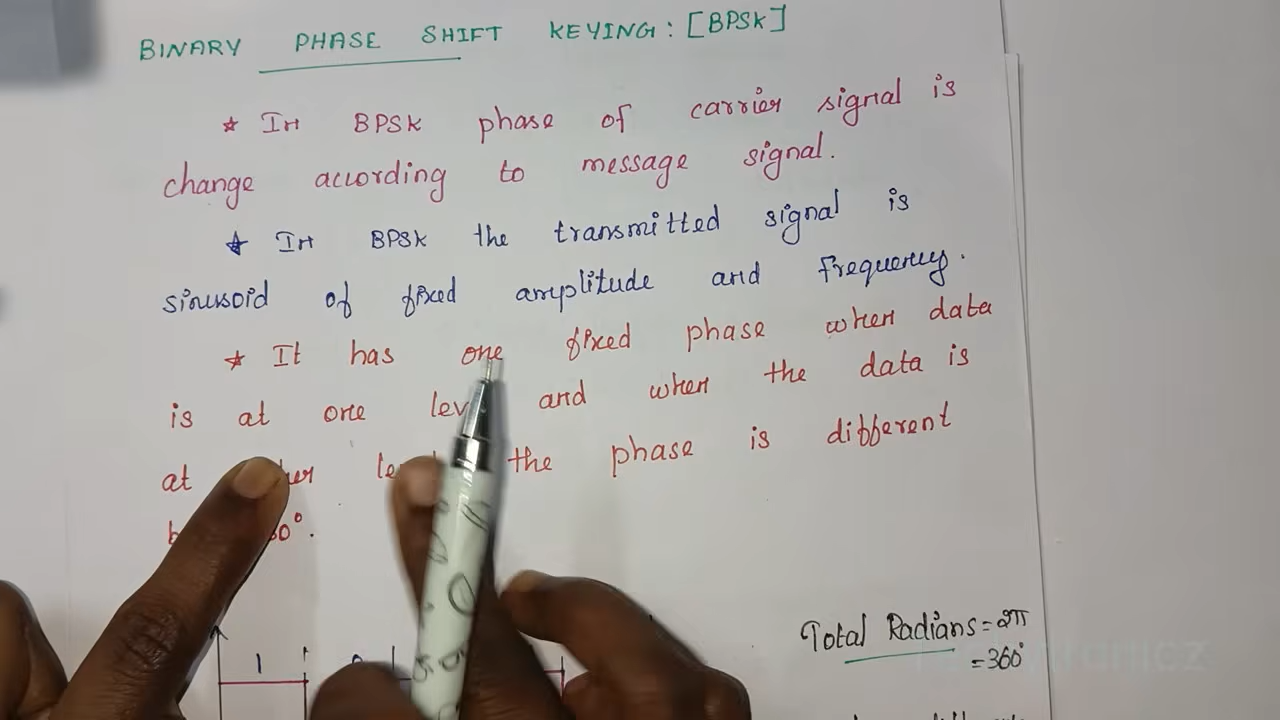 BINARY PHASE SHIFT KEYING: [BPSK]
* In BPSK phase of carrier signal is
change according to message signal.
* In BPSK the transmitted signal is
sinusoid of fixed amplitude and frequency.
* It has one fixed phase when data
is at one and when the data is
at the phase is different
Total Radians = 2π
= 360°
1